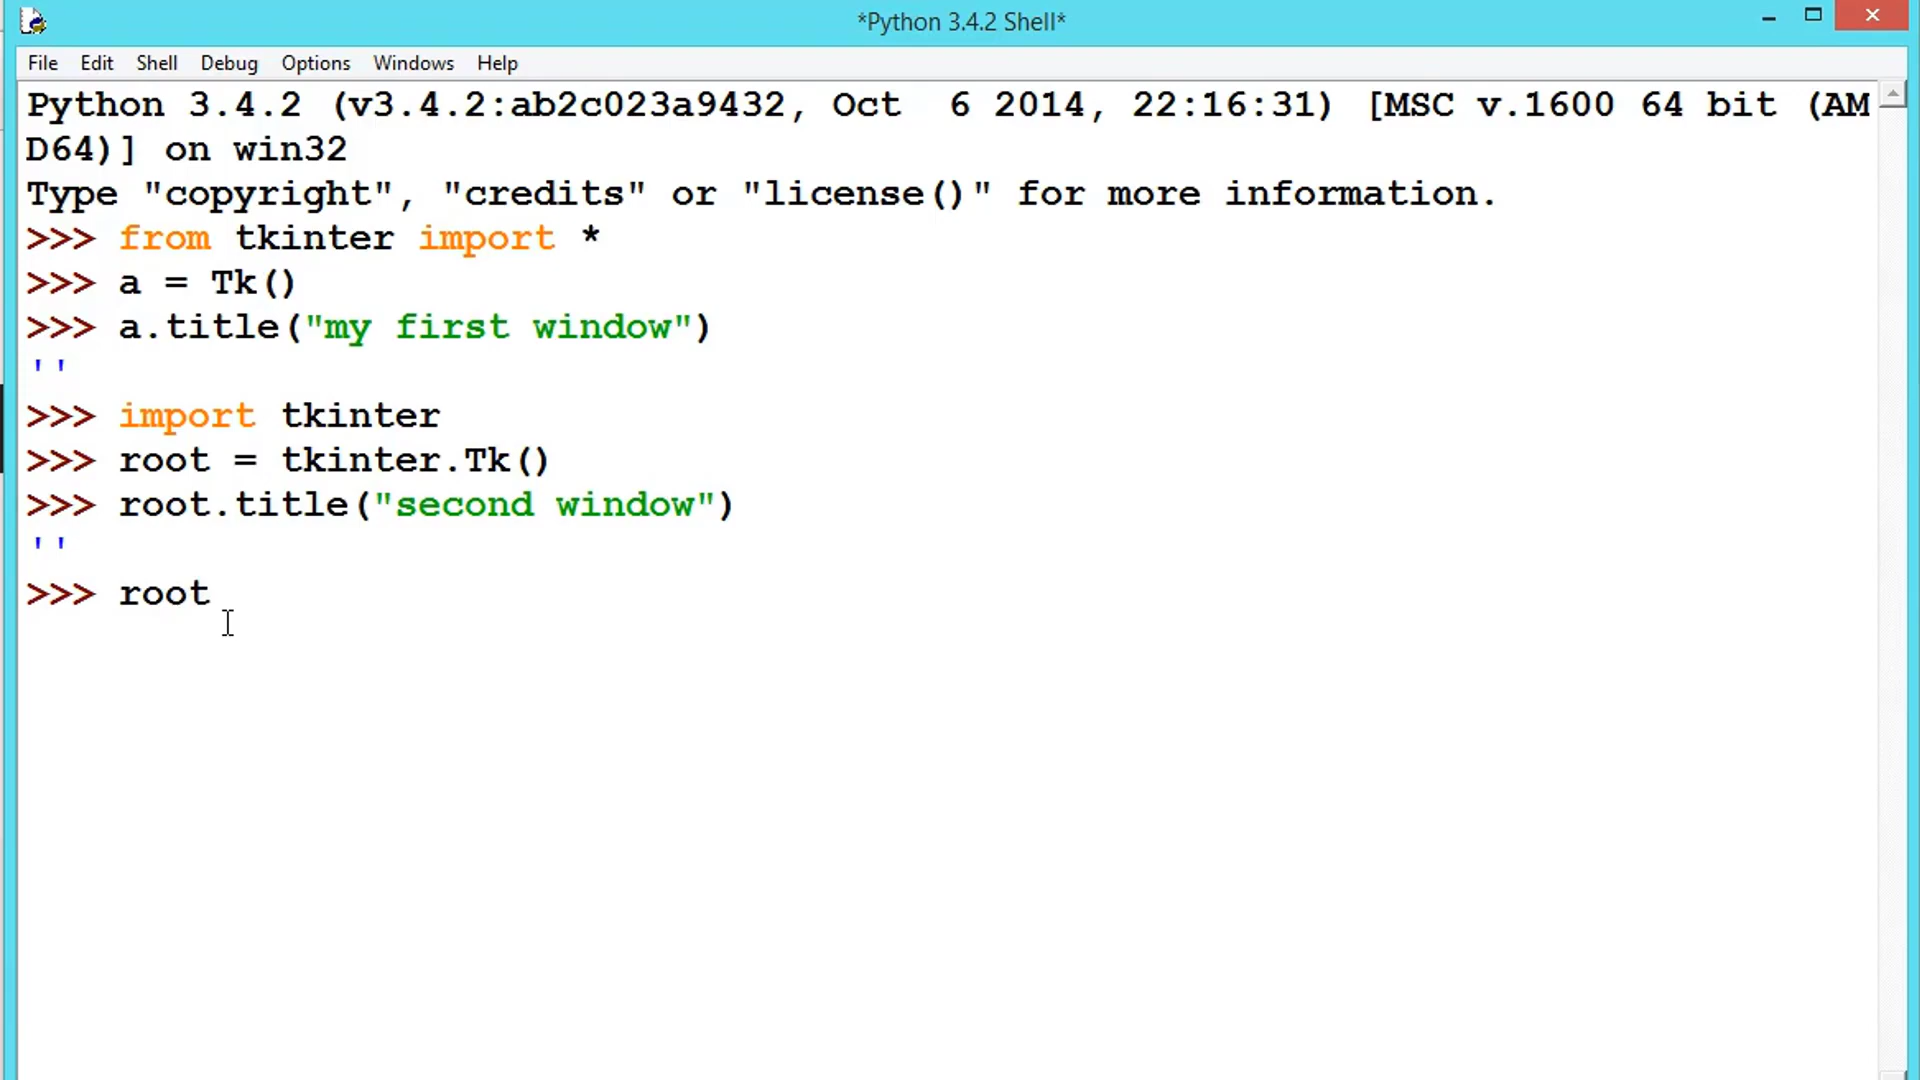 *Python 3.4.2 Shell*
File Edit Shell Debug Options Windows Help
Python 3.4.2 (v3.4.2:ab2c023a9432, Oct  6 2014, 22:16:31) [MSC v.1600 64 bit (AM
D64)] on win32
Type "copyright", "credits" or "license()" for more information.
>>> from tkinter import *
>>> a = Tk()
>>> a.title("my first window")
''
>>> import tkinter
>>> root = tkinter.Tk()
>>> root.title("second window")
''
>>> root